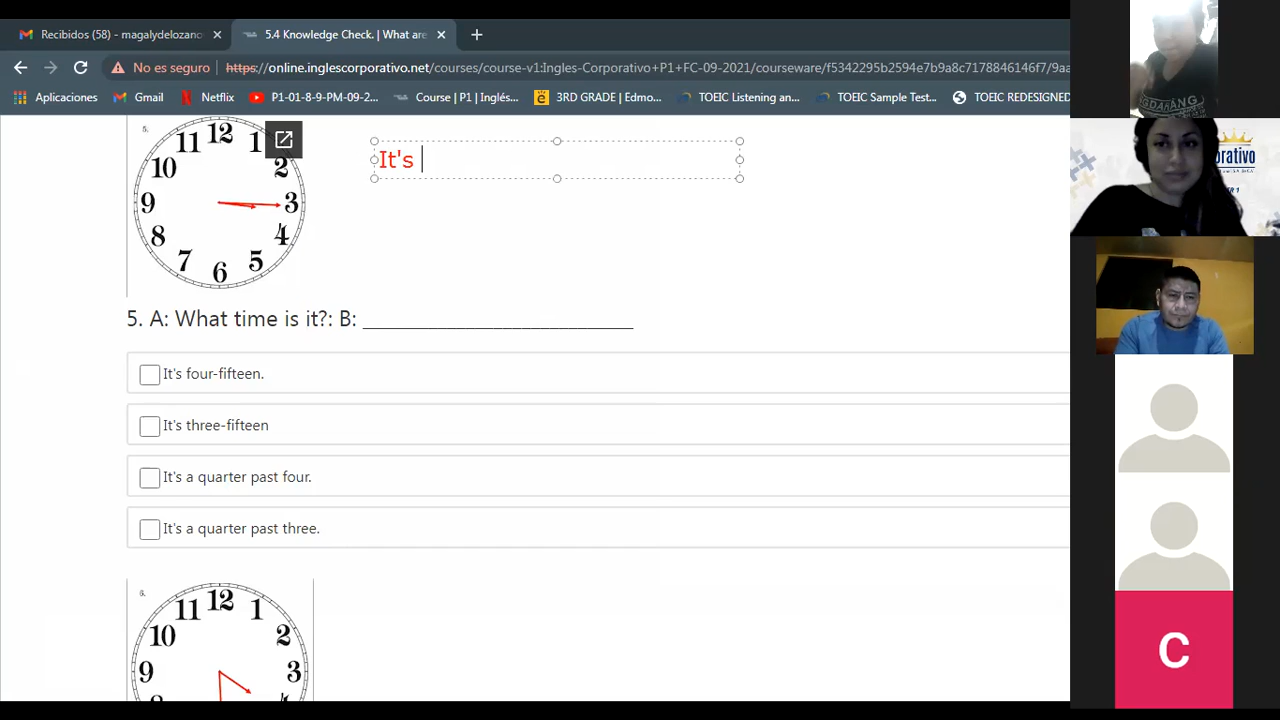 Recibidos (58) - magalydelozano
5.4 Knowledge Check. | What are
No es seguro
https://online.inglescorporativo.net/courses/course-v1:Ingles-Corporativo+P1+FC-09-2021/courseware/f5342295b2594e7b9a8c7178846146f7/9aa
Aplicaciones
Gmail
Netflix
P1-01-8-9-PM-09-2...
Course | P1 | Inglés...
3RD GRADE | Edmo...
TOEIC Listening an...
TOEIC Sample Test...
TOEIC REDESIGNED
5.
12
11
1
10
2
9
3
8
4
7
5
6
It's
5. A: What time is it?: B: ___________________________
It's four-fifteen.
It's three-fifteen
It's a quarter past four.
It's a quarter past three.
6.
12
11
1
10
2
9
3
C